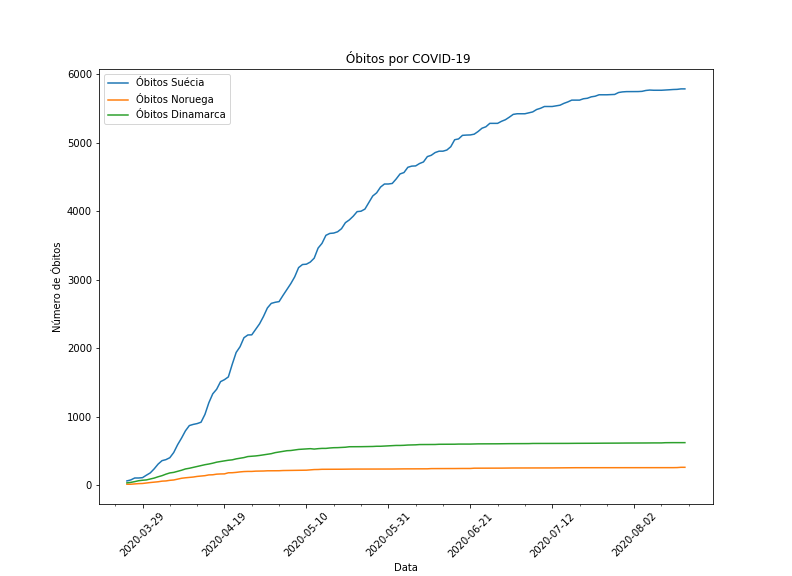 Óbitos por COVID-19
Óbitos Suécia
Óbitos Noruega
Óbitos Dinamarca
Número de Óbitos
6000
5000
4000
3000
2000
1000
0
2020-03-29
2020-04-19
2020-05-10
2020-05-31
2020-06-21
2020-07-12
2020-08-02
Data